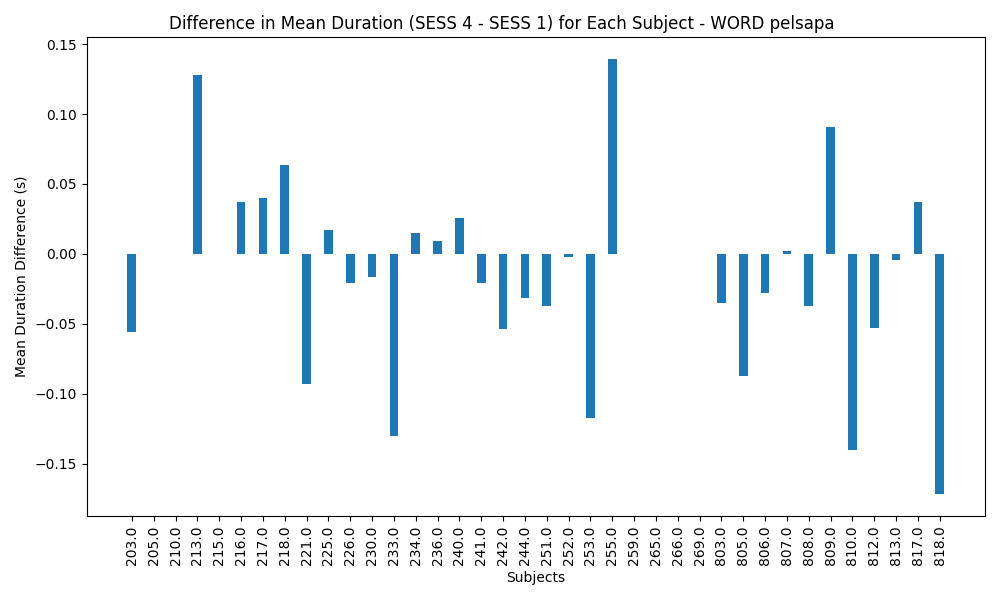 Difference in Mean Duration (SESS 4 - SESS 1) for Each Subject - WORD pelsapa
0.15
0.10
0.05
0.00
−0.05
−0.10
−0.15
Mean Duration Difference (s)
203.0 205.0 210.0 213.0 215.0 216.0 217.0 218.0 221.0 225.0 226.0 230.0 233.0 234.0 236.0 240.0 241.0 242.0 244.0 251.0 252.0 253.0 255.0 259.0 265.0 266.0 269.0 803.0 805.0 806.0 807.0 808.0 809.0 810.0 812.0 813.0 817.0 818.0
Subjects